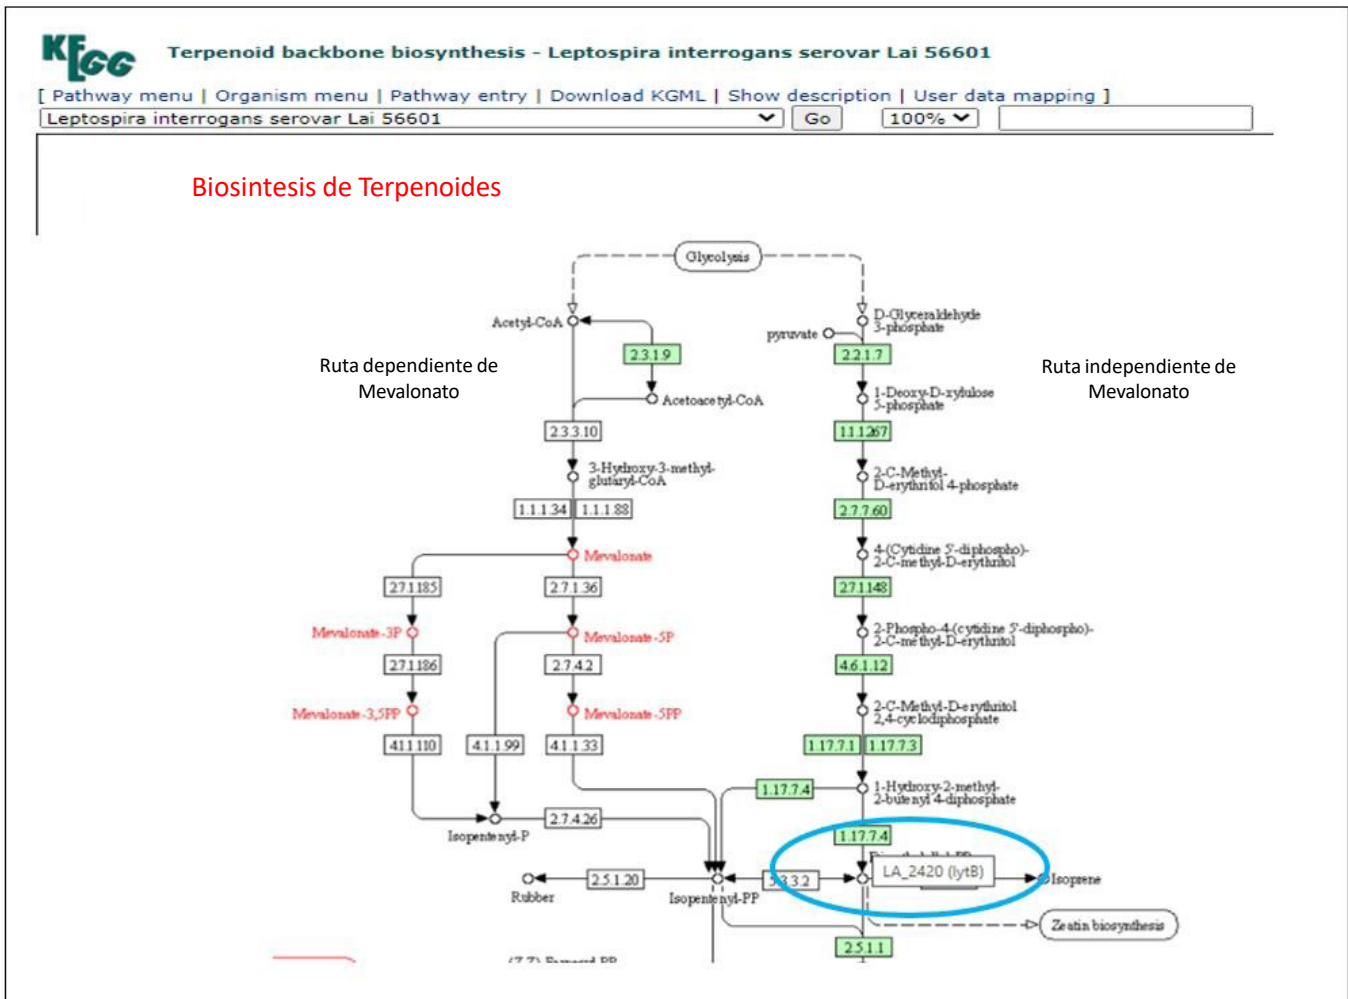 KEGG
Terpenoid backbone biosynthesis - Leptospira interrogans serovar Lai 56601
[ Pathway menu | Organism menu | Pathway entry | Download KGML | Show description | User data mapping ]
Leptospira interrogans serovar Lai 56601
Go
100%
Biosintesis de Terpenoides
Glycolysis
Acetyl-CoA
2.3.1.9
Acetoacetyl-CoA
pyruvate
D-Glyceraldehyde
3-phosphate
2.2.1.7
Ruta dependiente de
Mevalonato
Ruta independiente de
Mevalonato
1-Deoxy-D-xylulose
5-phosphate
2.3.3.10
1.1.1267
3-Hydroxy-3-methyl-
glutaryl-CoA
2-C-Methyl-
D-erythritol 4-phosphate
1.1.1.34
1.1.1.88
2.7.7.60
Mevalonate
4-(Cytidine 5'-diphospho)-
2-C-methyl-D-erythritol
2.7.1.185
2.7.1.36
2.7.1.148
Mevalonate-3P
Mevalonate-5P
2-Phospho-4-(cytidine 5'-diphospho)-
2-C-methyl-D-erythritol
2.7.1.186
2.7.4.2
4.6.1.12
Mevalonate-3,5PP
Mevalonate-5PP
2-C-Methyl-D-erythritol
2,4-cyclodiphosphate
4.1.1.110
4.1.1.99
4.1.1.33
1.17.7.1
1.17.7.3
1.17.7.4
1-Hydroxy-2-methyl-
2-butenyl 4-diphosphate
Isopentenyl-P
2.7.4.26
1.17.7.4
LA_2420 (lytB)
Rubber
2.5.1.20
Isopentenyl-PP
5.3.3.2
Isoprene
Zeatin biosynthesis
2.5.1.1